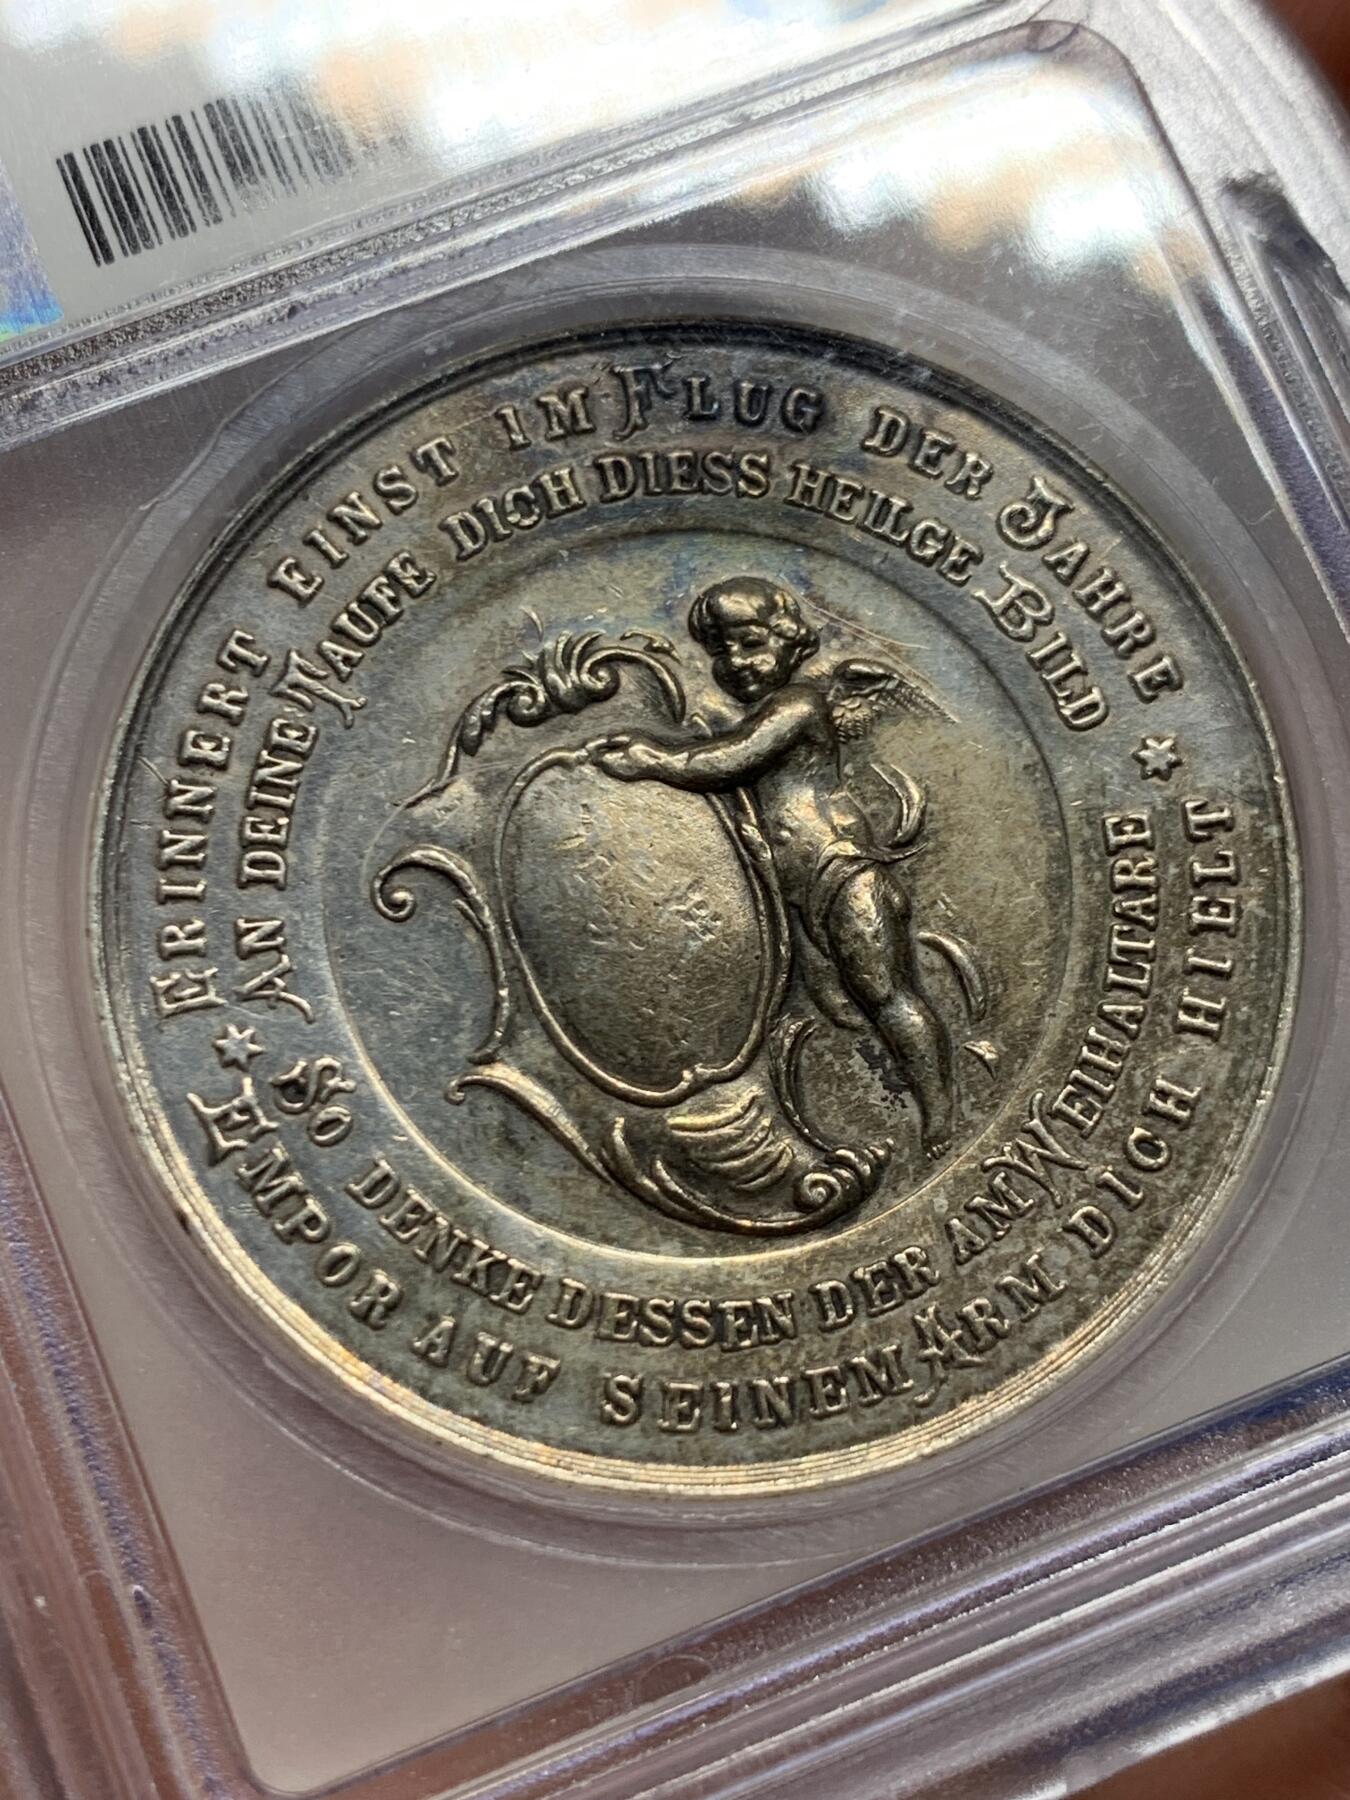 ERINNERT EINST IM FLUG DER JAHRE
AN DEINE TAUFE DICH DIESS HEILGE BILD
SO DENKE DESSEN DER AM WEIHALTARE
EMPOR AUF SEINEM ARM DICH HIELT